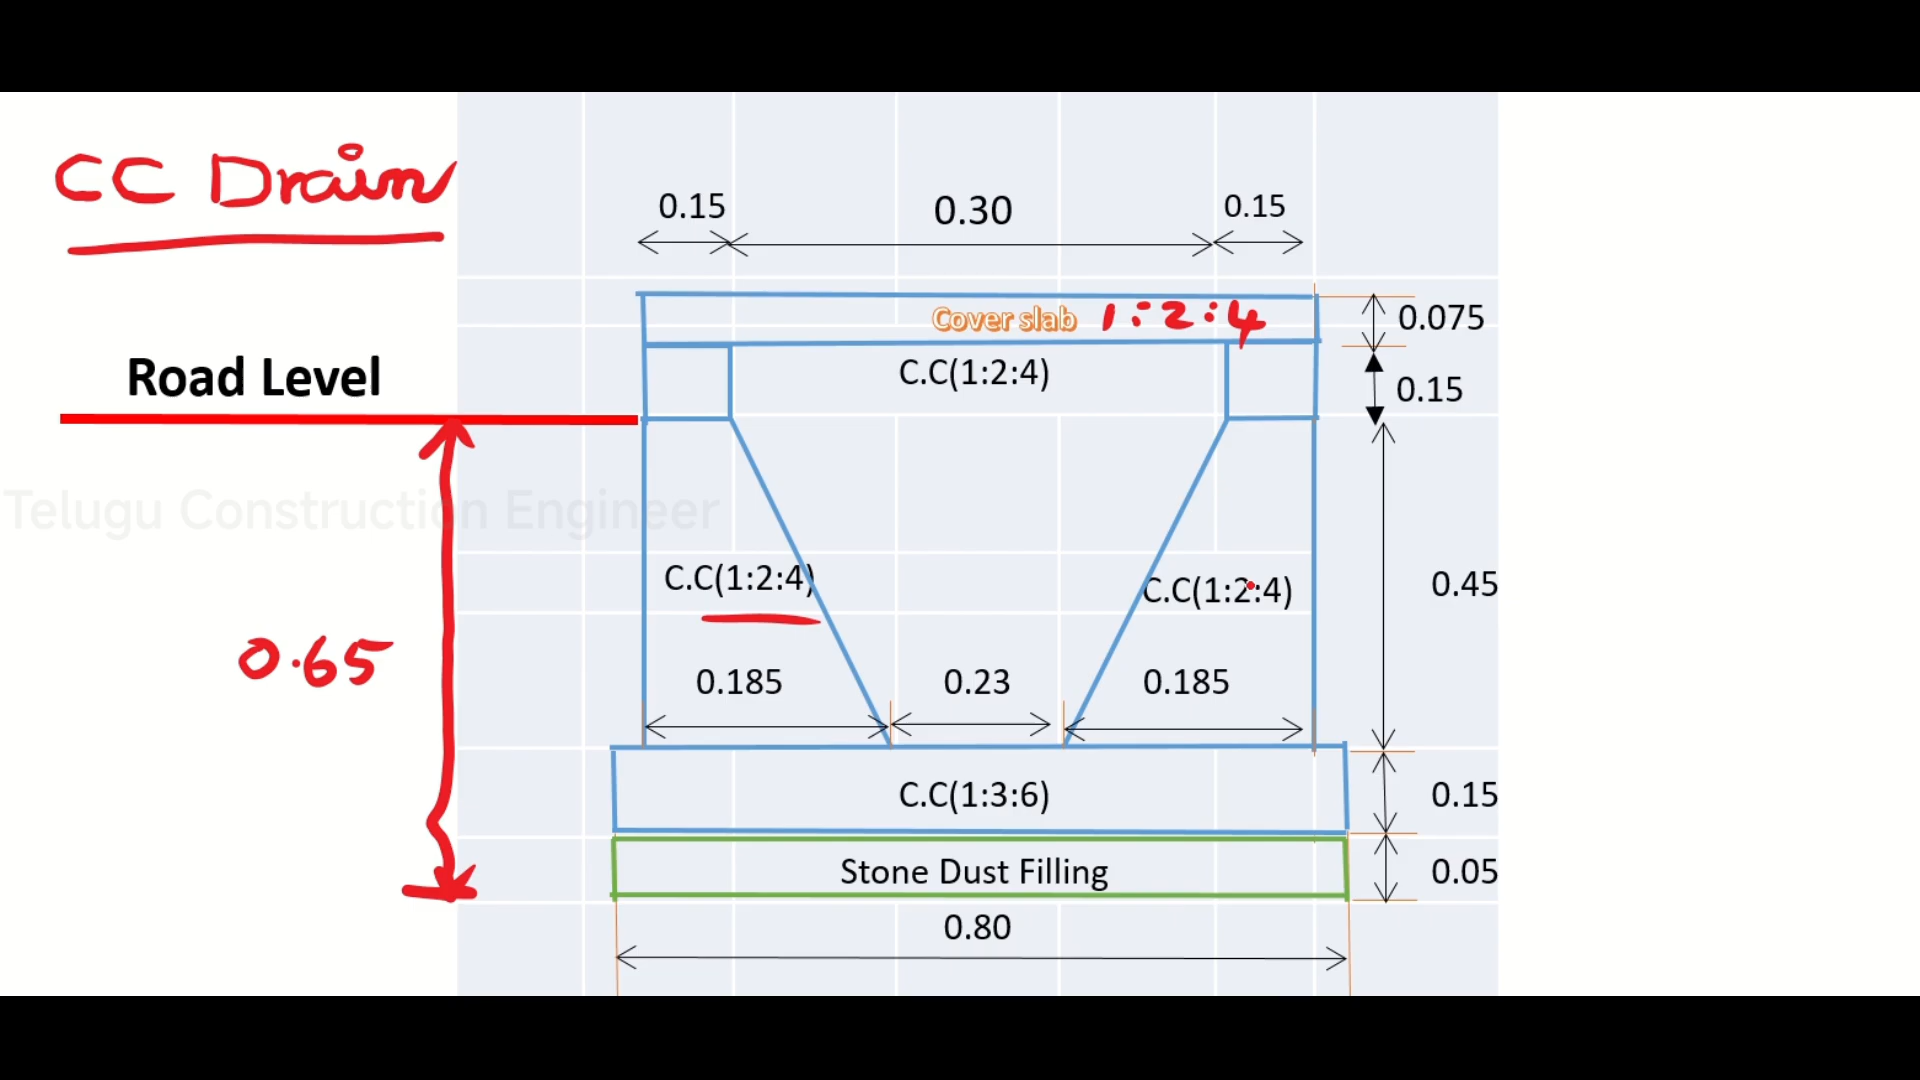 CC Drain
0.15 0.30 0.15
Cover slab 1:2:4
0.075
Road Level
C.C(1:2:4)
0.15
Telugu Construction Engineer
C.C(1:2:4)
C.C(1:2:4)
0.45
0.65
0.185 0.23 0.185
C.C(1:3:6)
0.15
Stone Dust Filling
0.05
0.80